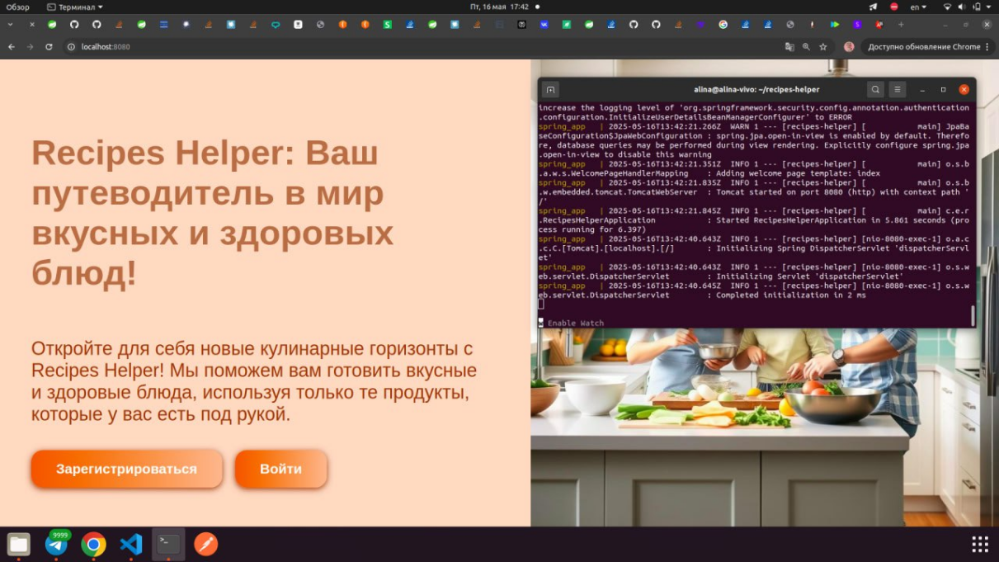 Обзор
Терминал
Пт, 16 мая 17:42
en
localhost:8080
Доступно обновление Chrome
Recipes Helper: Ваш
путеводитель в мир
вкусных и здоровых
блюд!
Откройте для себя новые кулинарные горизонты с
Recipes Helper! Мы поможем вам готовить вкусные
и здоровые блюда, используя только те продукты,
которые у вас есть под рукой.
Зарегистрироваться
Войти
alina@alina-vivo: ~/recipes-helper
increase the logging level of 'org.springframework.security.config.annotation.authentication
.configuration.InitializeUserDetailsBeanManagerConfigurer' to ERROR
spring_app | 2025-05-16T13:42:21.266Z WARN 1 --- [recipes-helper] [ main] JpaBa
seConfiguration$JpaWebConfiguration : spring.jpa.open-in-view is enabled by default. Therefo
re, database queries may be performed during view rendering. Explicitly configure spring.jpa
.open-in-view to disable this warning
spring_app | 2025-05-16T13:42:21.351Z INFO 1 --- [recipes-helper] [ main] o.s.b
.a.w.s.WelcomePageHandlerMapping : Adding welcome page template: index
spring_app | 2025-05-16T13:42:21.835Z INFO 1 --- [recipes-helper] [ main] o.s.b
.w.embedded.tomcat.TomcatWebServer : Tomcat started on port 8080 (http) with context path '
/'
spring_app | 2025-05-16T13:42:21.845Z INFO 1 --- [recipes-helper] [ main] c.e.r
.RecipesHelperApplication : Started RecipesHelperApplication in 5.861 seconds (pro
cess running for 6.397)
spring_app | 2025-05-16T13:42:40.643Z INFO 1 --- [recipes-helper] [nio-8080-exec-1] o.a.c
.c.C.[Tomcat].[localhost].[/] : Initializing Spring DispatcherServlet 'dispatcherServl
et'
spring_app | 2025-05-16T13:42:40.643Z INFO 1 --- [recipes-helper] [nio-8080-exec-1] o.s.w
eb.servlet.DispatcherServlet : Initializing Servlet 'dispatcherServlet'
spring_app | 2025-05-16T13:42:40.645Z INFO 1 --- [recipes-helper] [nio-8080-exec-1] o.s.w
eb.servlet.DispatcherServlet : Completed initialization in 2 ms
w Enable Watch
9999